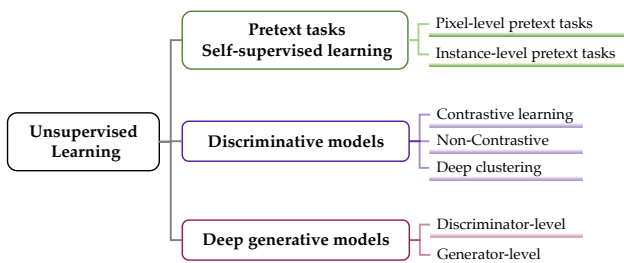 Unsupervised
Learning
Pretext tasks
Self-supervised learning
Pixel-level pretext tasks
Instance-level pretext tasks
Discriminative models
Contrastive learning
Non-Contrastive
Deep clustering
Deep generative models
Discriminator-level
Generator-level